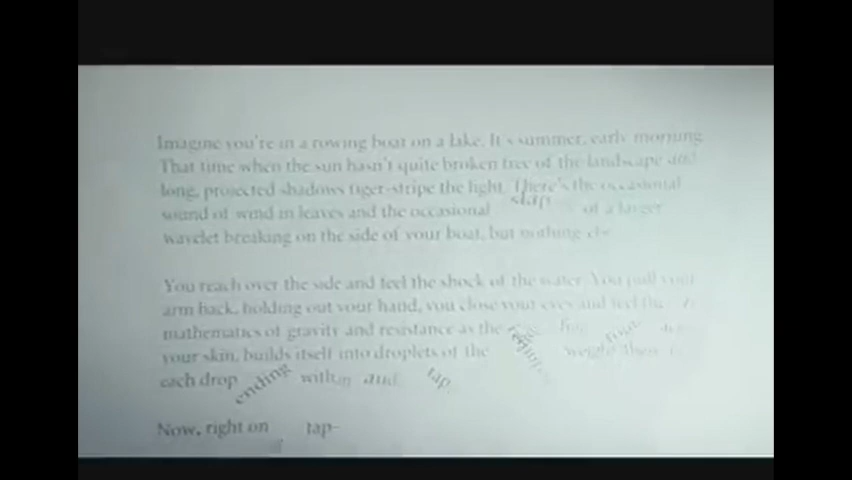 Imagine you're in a rowing boat on a lake. It's summer, early morning.
That time when the sun hasn't quite broken free of the landscape and
long, projected shadows tiger-stripe the light. There's the occasional
sound of wind in leaves and the occasional slap of a larger
wavelet breaking on the side of your boat, but nothing
You reach over the side and feel the shock of the water. You pull your
arm back, holding out your hand, you close your eyes and feel the
mathematics of gravity and resistance as the
your skin, builds itself into droplets of the weight
each drop ending with a and tap
Now, right on tap-